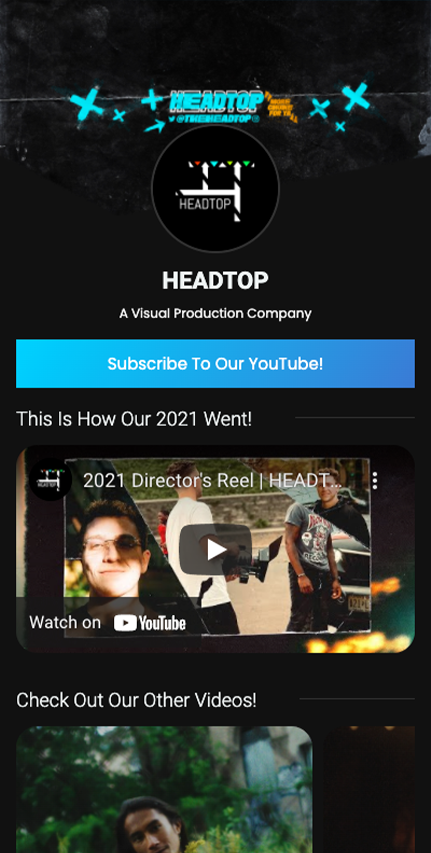 HEADTOP
@THEHEADTOP
HEADTOP
HEADTOP
A Visual Production Company
Subscribe To Our YouTube!
This Is How Our 2021 Went!
2021 Director's Reel | HEADT...
Watch on YouTube
Check Out Our Other Videos!